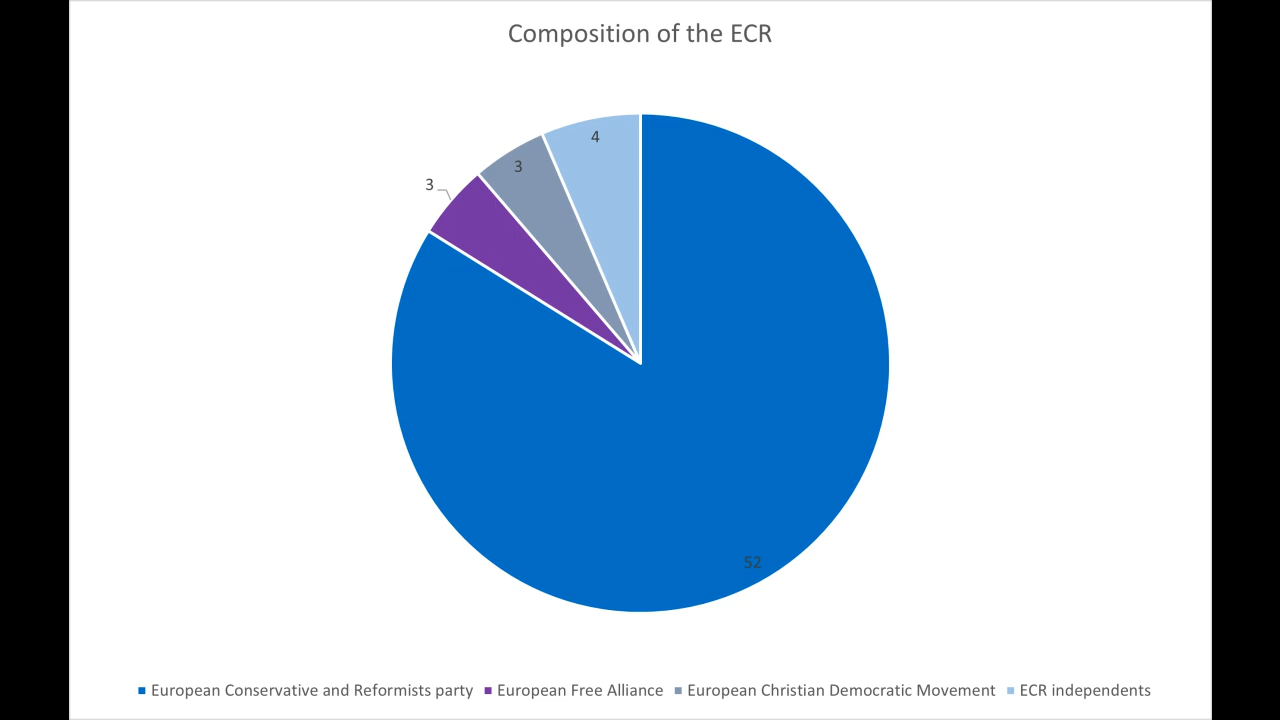 Composition of the ECR
4
3
3
52
European Conservative and Reformists party European Free Alliance European Christian Democratic Movement ECR independents